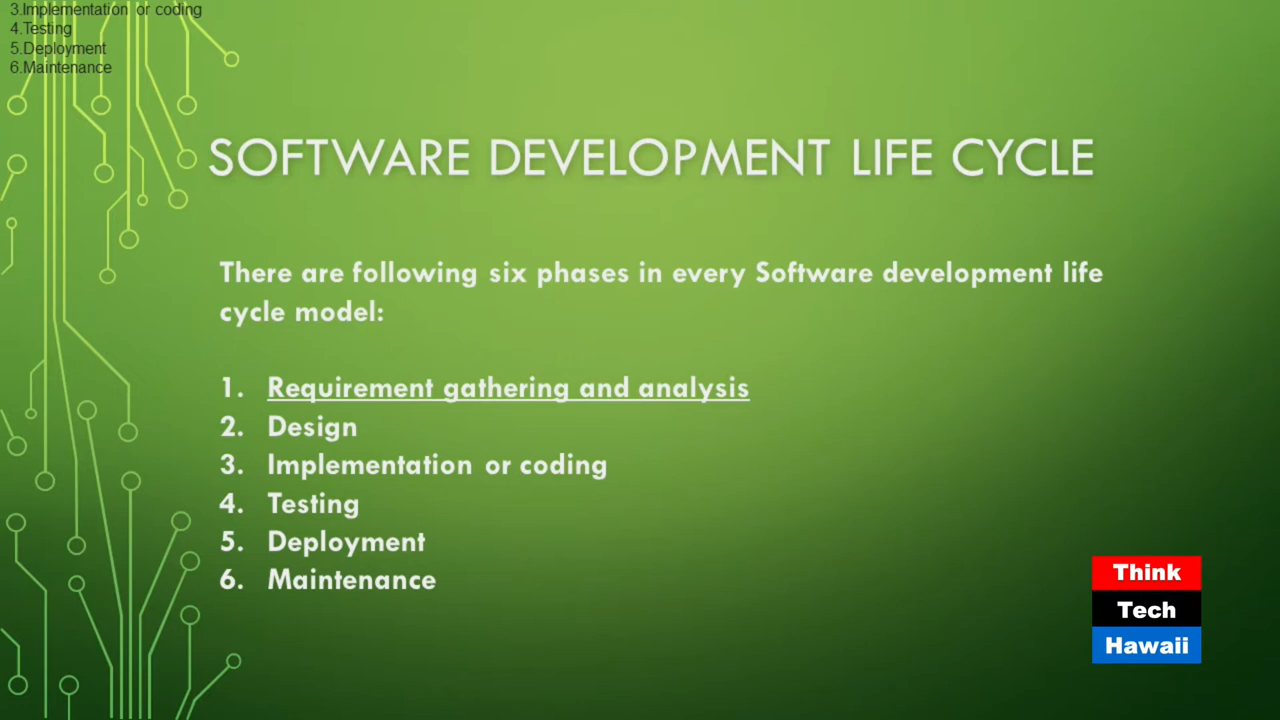 3.Implementation or coding
4.Testing
5.Deployment
6.Maintenance
SOFTWARE DEVELOPMENT LIFE CYCLE
There are following six phases in every Software development life
cycle model:
1. Requirement gathering and analysis
2. Design
3. Implementation or coding
4. Testing
5. Deployment
6. Maintenance
Think
Tech
Hawaii